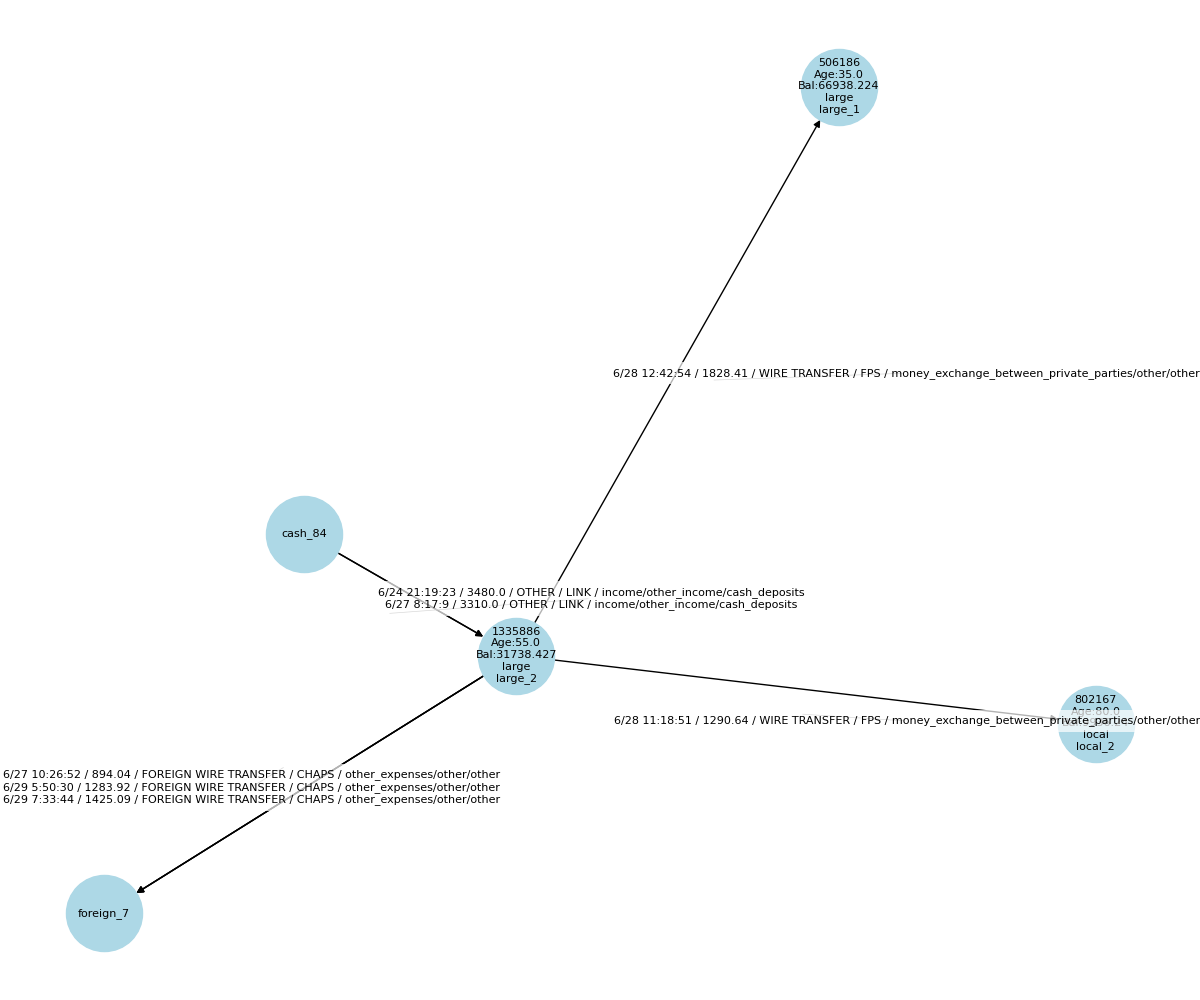 506186
Age:35.0
Bal:66938.224
large
large_1
6/28 12:42:54 / 1828.41 / WIRE TRANSFER / FPS / money_exchange_between_private_parties/other/other
cash_84
6/24 21:19:23 / 3480.0 / OTHER / LINK / income/other_income/cash_deposits
6/27 8:17:9 / 3310.0 / OTHER / LINK / income/other_income/cash_deposits
1335886
Age:55.0
Bal:31738.427
large
large_2
802167
Age:80.0
6/28 11:18:51 / 1290.64 / WIRE TRANSFER / FPS / money_exchange_between_private_parties/other/other
local
local_2
6/27 10:26:52 / 894.04 / FOREIGN WIRE TRANSFER / CHAPS / other_expenses/other/other
6/29 5:50:30 / 1283.92 / FOREIGN WIRE TRANSFER / CHAPS / other_expenses/other/other
6/29 7:33:44 / 1425.09 / FOREIGN WIRE TRANSFER / CHAPS / other_expenses/other/other
foreign_7